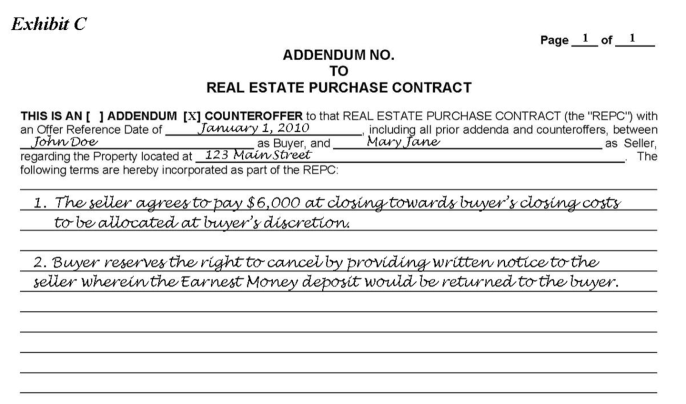 Exhibit C
Page 1 of 1
ADDENDUM NO.
TO
REAL ESTATE PURCHASE CONTRACT
THIS IS AN [ ] ADDENDUM [X] COUNTEROFFER to that REAL ESTATE PURCHASE CONTRACT (the "REPC") with
an Offer Reference Date of January 1, 2010, including all prior addenda and counteroffers, between
John Doe as Buyer, and Mary Jane as Seller,
regarding the Property located at 123 Main Street. The
following terms are hereby incorporated as part of the REPC:
1. The seller agrees to pay $6,000 at closing towards buyer's closing costs
to be allocated at buyer's discretion.
2. Buyer reserves the right to cancel by providing written notice to the
seller wherein the Earnest Money deposit would be returned to the buyer.